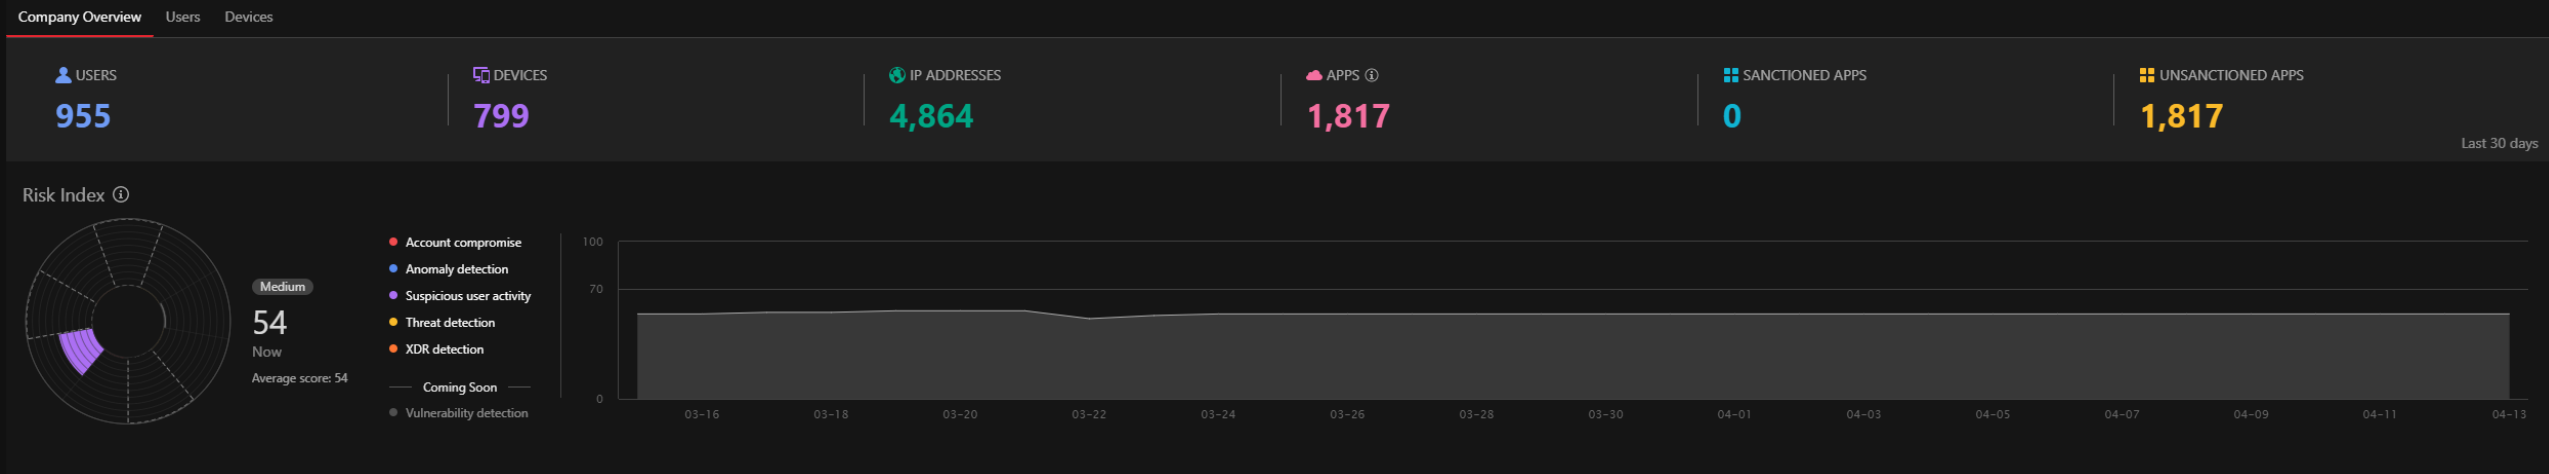 Company Overview Users Devices
USERS
955
DEVICES
799
IP ADDRESSES
4,864
APPS
1,817
SANCTIONED APPS
0
UNSANCTIONED APPS
1,817
Last 30 days
Risk Index
Medium
54
Now
Average score: 54
Account compromise
Anomaly detection
Suspicious user activity
Threat detection
XDR detection
Coming Soon
Vulnerability detection
100
70
0
03-16 03-18 03-20 03-22 03-24 03-26 03-28 03-30 04-01 04-03 04-05 04-07 04-09 04-11 04-13